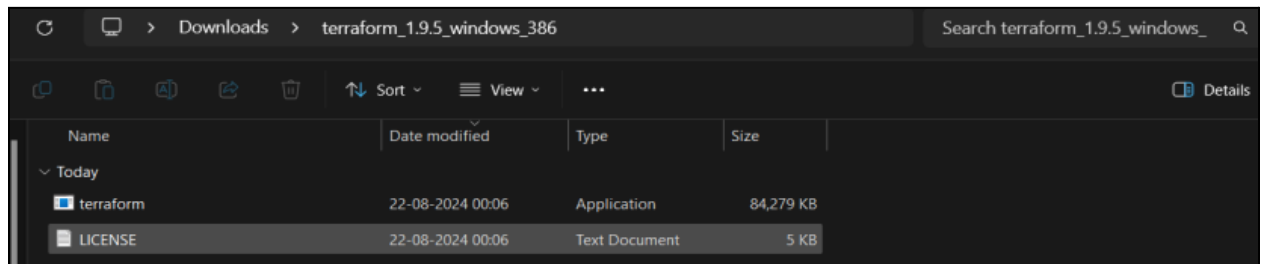 Downloads > terraform_1.9.5_windows_386 Search terraform_1.9.5_windows_
Sort View ... Details
Name Date modified Type Size
Today
terraform 22-08-2024 00:06 Application 84,279 KB
LICENSE 22-08-2024 00:06 Text Document 5 KB